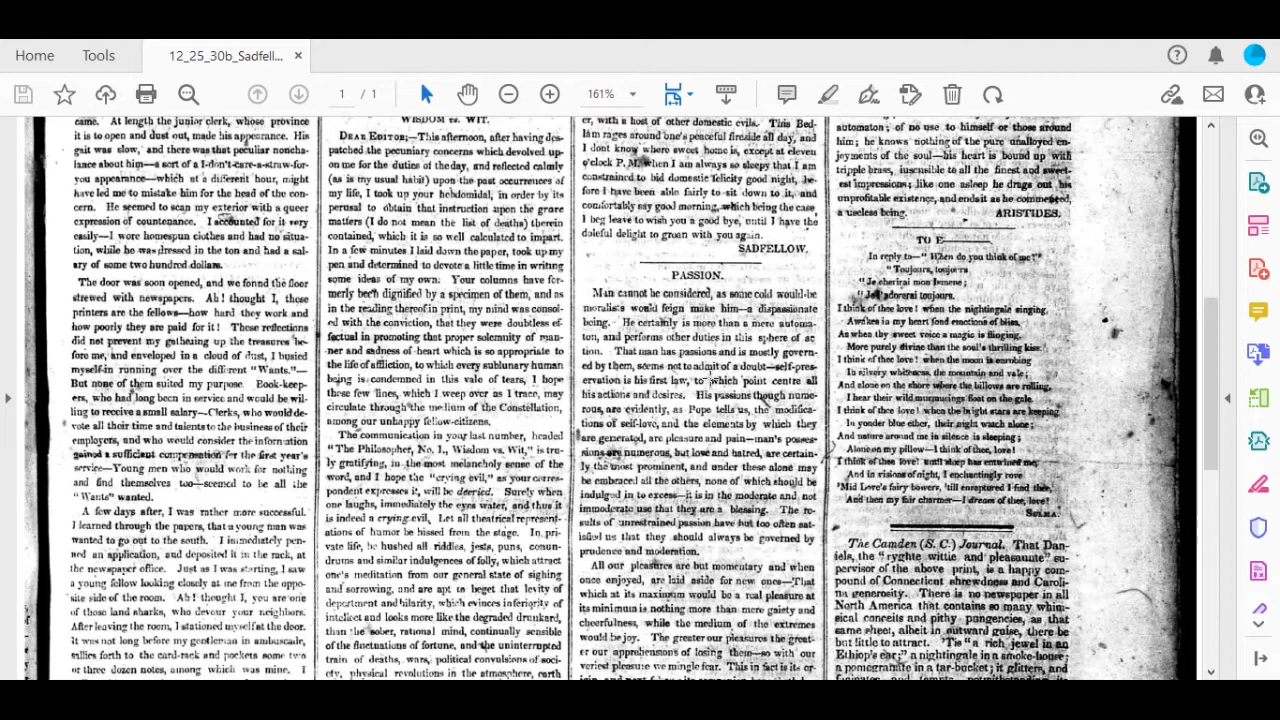 Home
Tools
12_25_30b_Sadfell...
1 / 1
161%
came. At length the junior clerk, whose province
it is to open and dust out, made his appearance. His
gait was slow, and there was that peculiar noncha-
lance about him—a sort of a I-don't-care-a-straw-for-
you appearance—which at a different hour, might
have led me to mistake him for the head of the con-
cern. He seemed to scan my exterior with a queer
expression of countenance. I accounted for it very
easily—I wore homespun clothes and had no situa-
tion, while he was dressed in the ton and had a sal-
ary of some two hundred dollars.
The door was soon opened, and we fonnd the floor
strewed with newspapers. Ah! thought I, these
printers are the fellows—how hard they work and
how poorly they are paid for it! These reflections
did not prevent my gathering up the treasures be-
fore me, and enveloped in a cloud of dust, I busied
myself in running over the different "Wants."—
But none of them suited my purpose. Book-keep-
ers, who had long been in service and would be wil-
ling to receive a small salary—Clerks, who would de-
vote all their time and talents to the business of their
employers, and who would consider the information
gained a sufficient compensation for the first year's
service—Young men who would work for nothing
and find themselves too—seemed to be all the
"Wants" wanted.
A few days after, I was rather more successful.
I learned through the papers, that a young man was
wanted to go out to the south. I immediately pen-
ned an application, and deposited it in the rack, at
the newspaper office. Just as I was starting, I saw
a young fellow looking closely at me from the oppo-
site side of the room. Ah! thought I, you are one
of those land sharks, who devour your neighbors.
After leaving the room, I stationed myself at the door.
It was not long before my gentleman in ambuscade,
sallies forth to the card-rack and pockets some two
or three dozen notes, among which was mine. I
WISDOM vs. WIT.
DEAR EDITOR;—This afternoon, after having des-
patched the pecuniary concerns which devolved up-
on me for the duties of the day, and reflected calmly
(as is my usual habit) upon the past occurrences of
my life, I took up your hebdomidal, in order by its
perusal to obtain that instruction upon the grave
matters (I do not mean the list of deaths) therein
contained, which it is so well calculated to impart.
In a few minutes I laid down the paper, took up my
pen and determined to devote a little time in writing
some ideas of my own. Your columns have for-
merly been dignified by a specimen of them, and as
in the reading thereof in print, my mind was consol-
ed with the conviction, that they were doubtless ef-
factual in promoting that proper solemnity of man-
ner and sadness of heart which is so appropriate to
the life of affliction, to which every sublunary human
being is condemned in this vale of tears, I hope
these few lines, which I weep over as I trace, may
circulate through the medium of the Constellation,
among our unhappy fellow-citizens.
The communication in your last number, headed
"The Philosopher, No. I., Wisdom vs. Wit," is tru-
ly gratifying, in the most melancholy sense of the
word, and I hope the "crying evil," as your corres-
pondent expresses it, will be decried. Surely when
one laughs, immediately the eyes water, and thus it
is indeed a crying evil. Let all theatrical represent-
ations of humor be hissed from the stage. In pri-
vate life, be hushed all riddles, jests, puns, conun-
drums and similar indulgences of folly, which attract
one's meditation from our general state of sighing
and sorrowing, and are apt to beget that levity of
department and hilarity, which evinces inferiority of
intellect and looks more like the degraded drunkard,
than the sober, rational mind, continually sensible
of the fluctuations of fortune, and the uninterrupted
train of deaths, wars, political convulsions of soci-
ety, physical revolutions in the atmosphere, earth
er, with a host of other domestic evils. This Bed-
lam rages around one's peaceful fireside all day, and
I dont know where sweet home is, except at eleven
o'clock P. M. when I am always so sleepy that I am
constrained to bid domestic felicity good night, be-
fore I have been able fairly to sit down to it, and
comfortably say good morning, which being the case,
I beg leave to wish you a good bye, until I have the
doleful delight to groan with you again.
SADFELLOW.
PASSION.
Man cannot be considered, as some cold would-be
moralists would feign make him—a dispassionate
being. He certainly is more than a mere automa-
ton, and performs other duties in this sphere of ac
tion. That man has passions and is mostly govern-
ed by them, seems not to admit of a doubt—self-pres-
ervation is his first law, to which point centre all
his actions and desires. His passions though nume-
rous, are evidently, as Pope tells us, the modifica-
tions of self-love, and the elements by which they
are generated, are pleasure and pain—man's posses-
sions are numerous, but love and hatred, are certain-
ly the most prominent, and under these alone may
be embraced all the others, none of which should be
indulged in to excess—it is in the moderate and not
immoderate use that they are a blessing. The re-
sults of unrestrained passion have but too often sat-
isfied us that they should always be governed by
prudence and moderation.
All our pleasures are but momentary and when
once enjoyed, are laid aside for new ones—That
which at its maximum would be a real pleasure at
its minimum is nothing more than mere gaiety and
cheerfulness, while the medium of the extremes
would be joy. The greater our pleasures the great-
er our apprehensions of losing them—so with our
veried pleasure we mingle fear. This in fact is its or-
automaton; of no use to himself or those around
him; he knows nothing of the pure unalloyed en-
joyments of the soul—his heart is bound up with
tripple brass, insensible to all the finest and sweet-
est impressions; like one asleep he drags out his
unprofitable existence, and ends it as he commented,
a useless being. ARISTIDES.
TO E
In reply to—"When do you think of me?"
"Toujours, toujours
"Je cherirai mon femene;
"Je t'adorerai toujours.
I think of thee love! when the nightingale singing,
Awakes in my heart fond emotions of bliss,
As when thy sweet voice a magic is flinging,
More purely divine than the soul's thrilling kiss.
I think of thee love! when the moon is enrobing
In silvery whiteness, the mountain and vale;
And alone on the shore where the billows are rolling,
I hear their wild murmurings float on the gale.
I think of thee love! when the bright stars are keeping
In yonder blue ether, their night watch alone;
And nature around me in silence is sleeping;
Alone on my pillow—I think of thee, love!
I think of thee love! until sleep has entwined me,
And in visions of night, I enchantingly rove
'Mid Love's fairy bowers, 'till enraptured I find thee,
And then my fair charmer—I dream of thee, love!
SELMA.
The Camden (S. C.) Journal. That Dan-
iels, the "ryghte wittie and pleasaunte" su-
pervisor of the above print, is a happy com-
pound of Connecticut shrewdness and Caroli-
na generosity. There is no newspaper in all
North America that contains so many whim-
sical conceits and pithy pungencies, as that
same sheet, albeit in outward guise, there be
but little to attract. 'Tis "a rich jewel in an
Ethiop's ear;" a nightingale in a smoke-house;
a pomegranite in a tar-bucket; it glitters, and